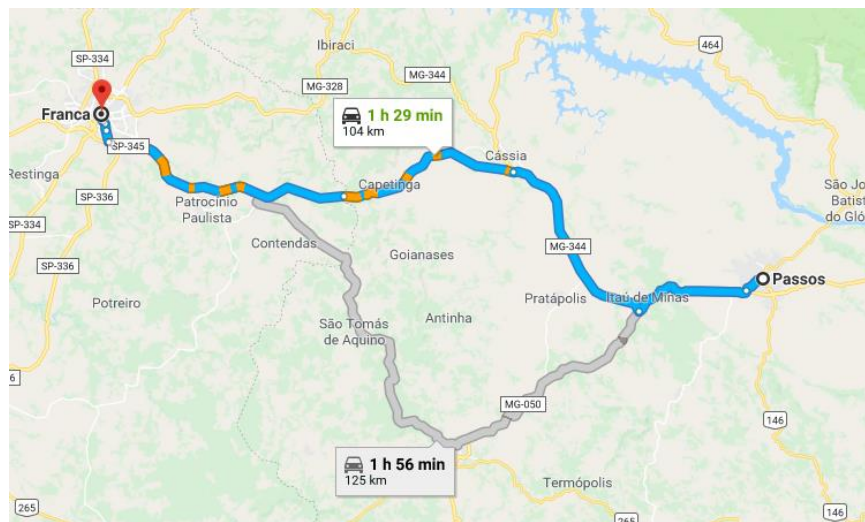 Ibiraci
464
SP-334
MG-344
MG-328
Franca
1 h 29 min
104 km
SP-345
Cássia
Restinga
Capetinga
SP-336
Patrocínio
Paulista
São Jo
Batis
do Gló
SP-334
Contendas
Goianases
MG-344
SP-336
Passos
Potreiro
Pratápolis
Itaú de Minas
São Tomás
de Aquino
Antinha
6
MG-050
146
1 h 56 min
125 km
Termópolis
265
265
146